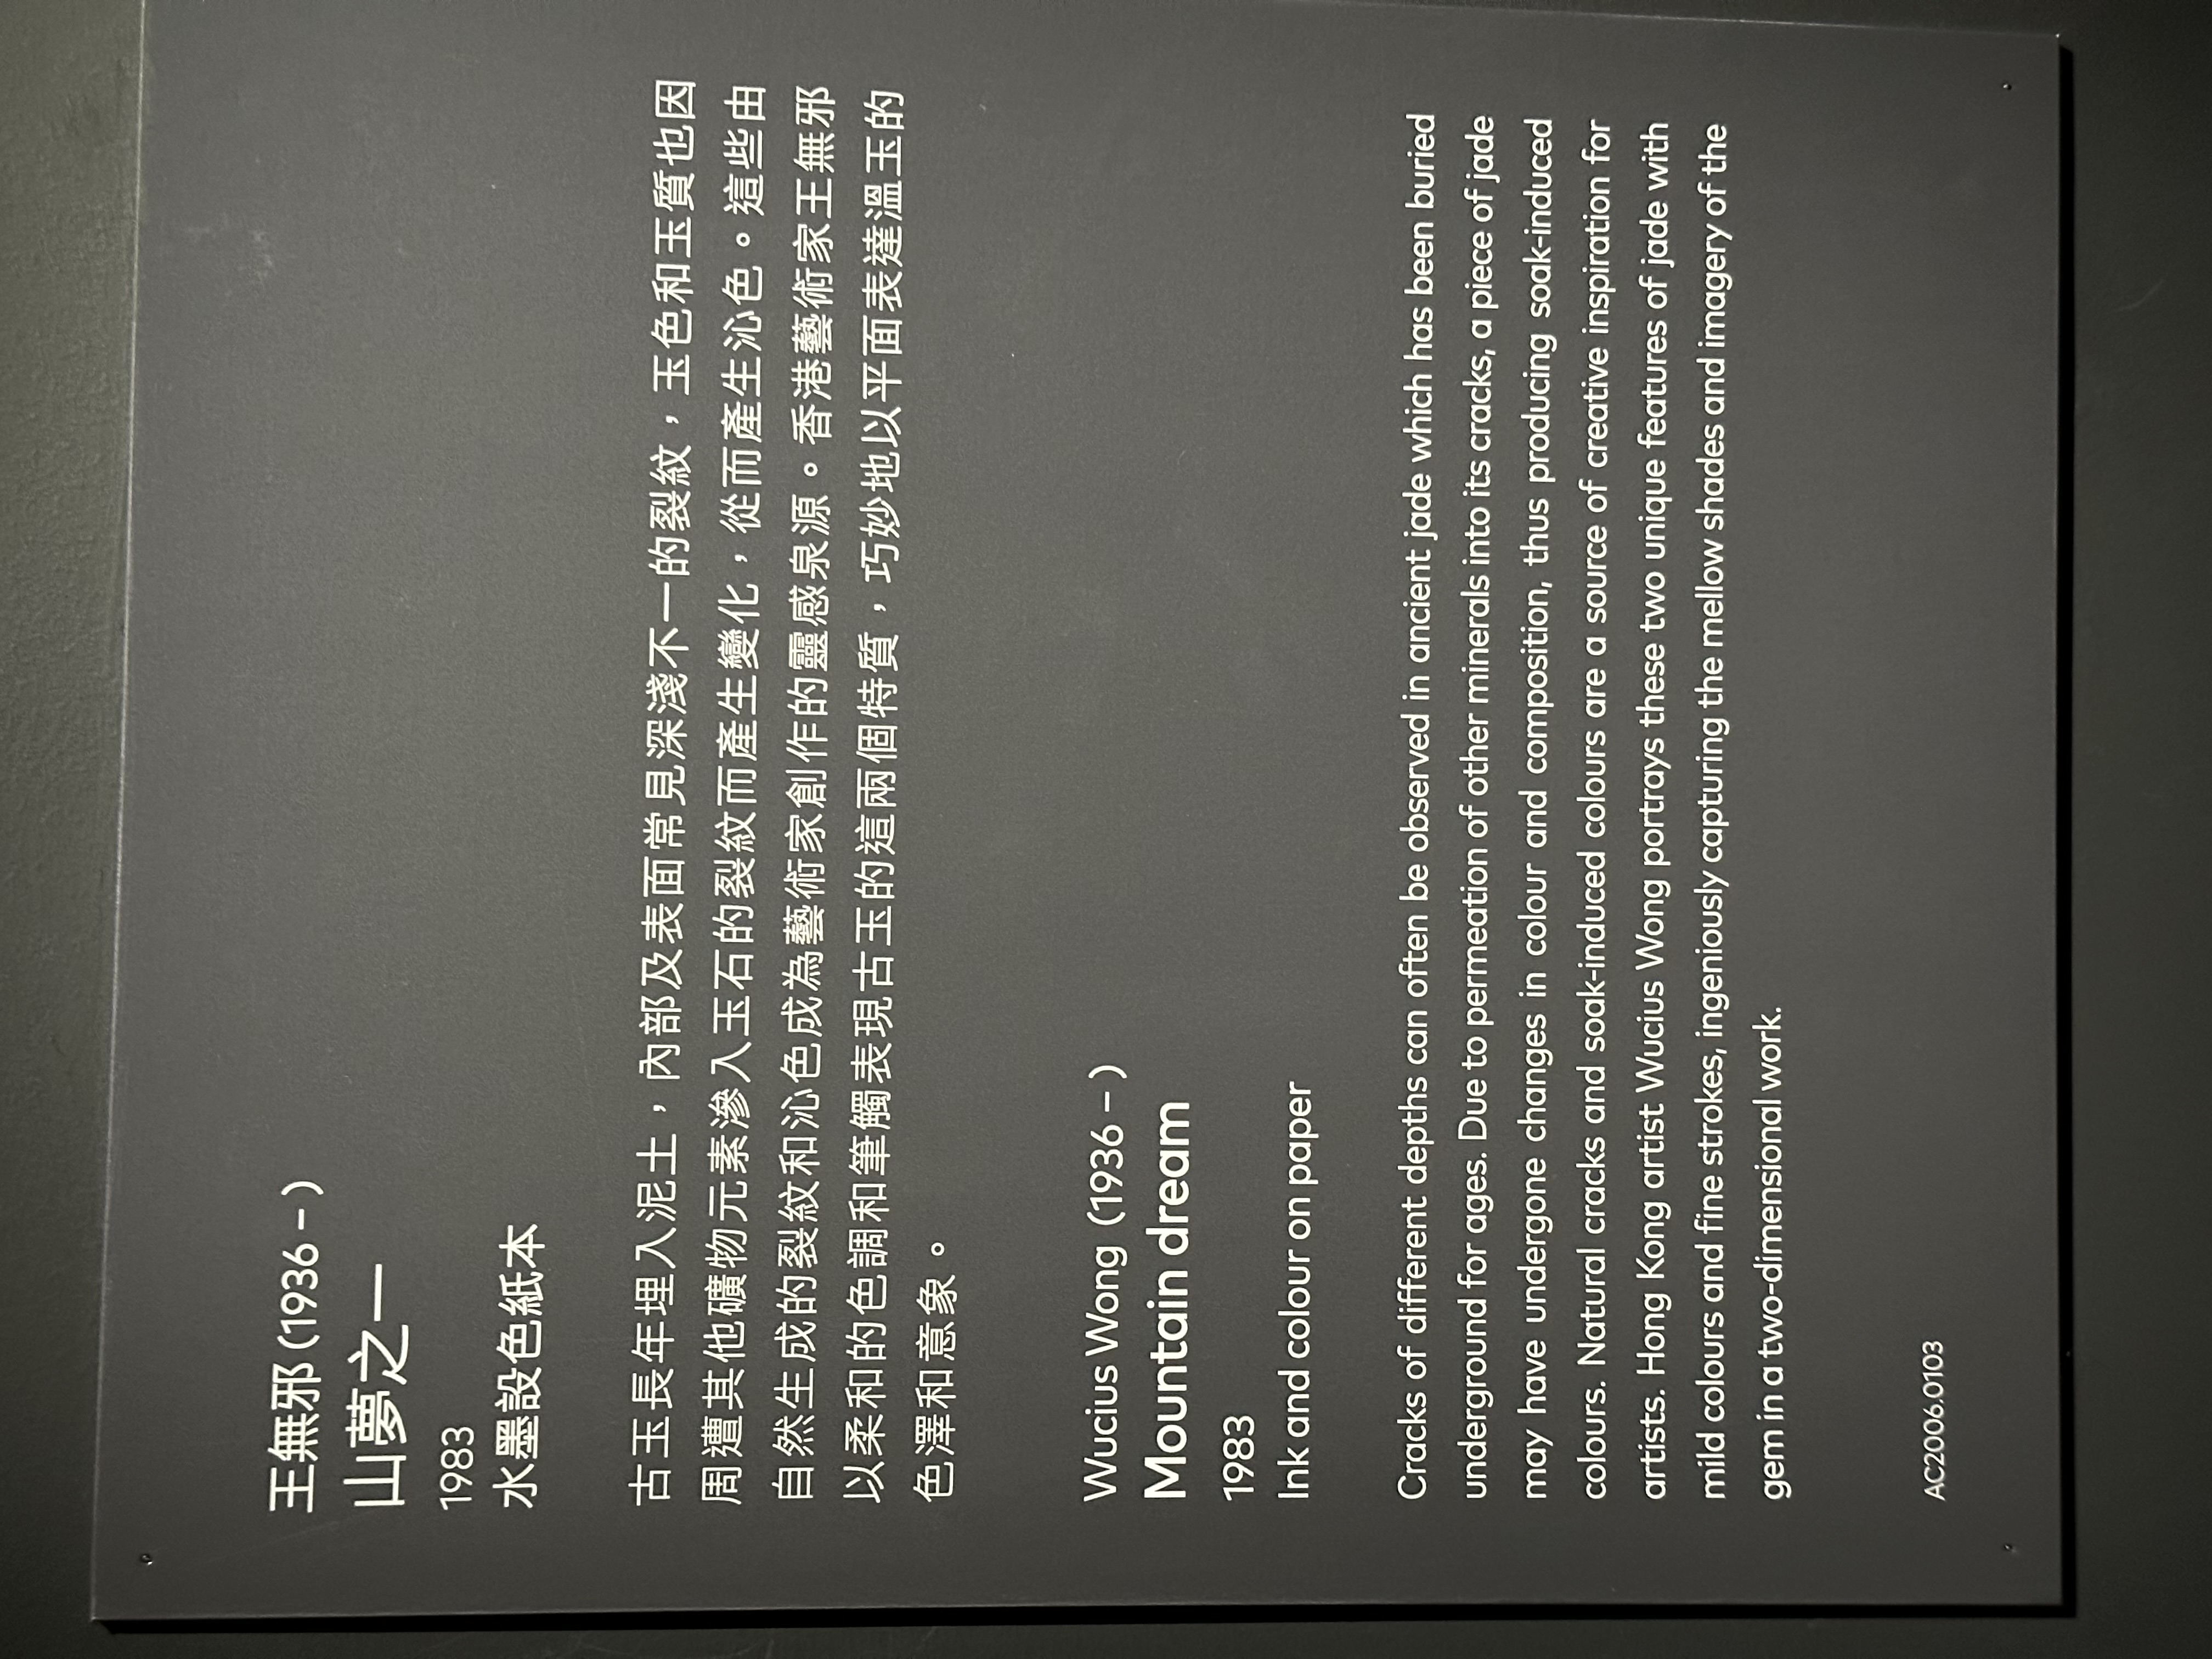 王無邪 (1936 – )
山夢之一
1983
水墨設色紙本
古玉長年埋入泥土，內部及表面常見深淺不一的裂紋，玉色和玉質也因
周遭其他礦物元素滲入玉石的裂紋而產生變化，從而產生沁色。這些由
自然生成的裂紋和沁色成為藝術家創作的靈感泉源。香港藝術家王無邪
以柔和的色調和筆觸表現古玉的這兩個特質，巧妙地以平面表達溫玉的
色澤和意象。
Wucius Wong (1936 – )
Mountain dream
1983
Ink and colour on paper
Cracks of different depths can often be observed in ancient jade which has been buried
underground for ages. Due to permeation of other minerals into its cracks, a piece of jade
may have undergone changes in colour and composition, thus producing soak-induced
colours. Natural cracks and soak-induced colours are a source of creative inspiration for
artists. Hong Kong artist Wucius Wong portrays these two unique features of jade with
mild colours and fine strokes, ingeniously capturing the mellow shades and imagery of the
gem in a two-dimensional work.
AC2006.0103